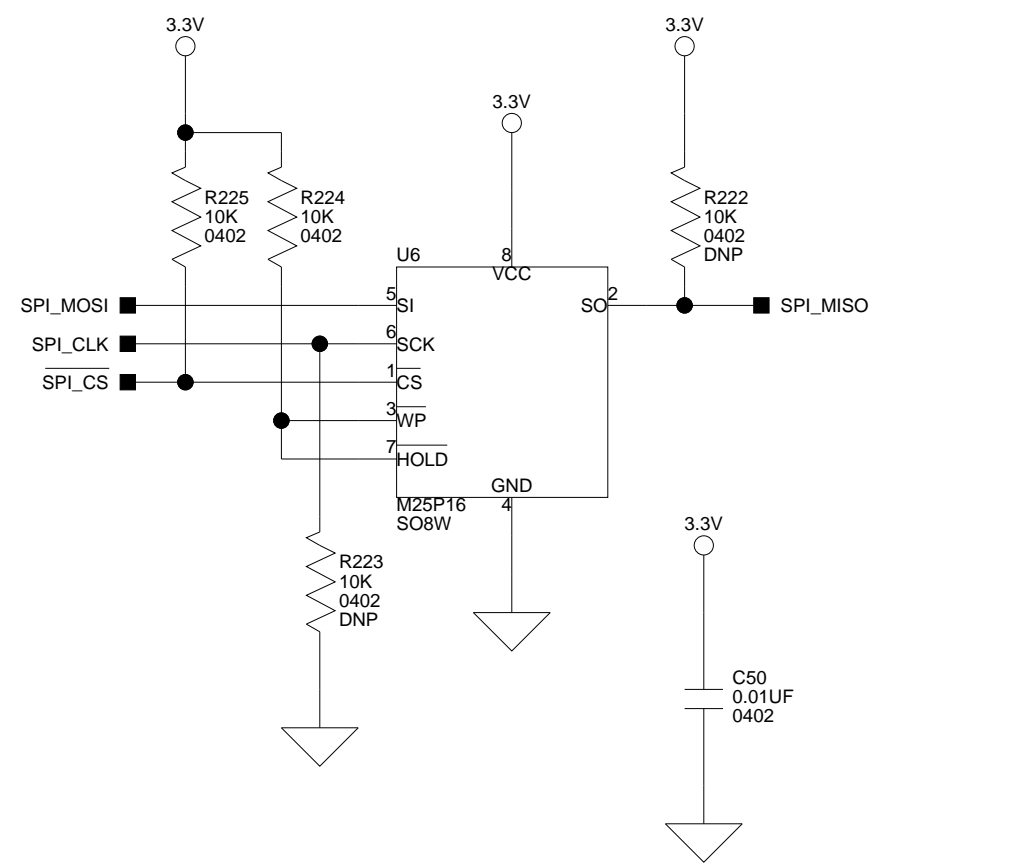 3.3V
3.3V
3.3V
R225
10K
0402
R224
10K
0402
R222
10K
0402
DNP
U6
8
VCC
SPI_MOSI
5
SI
SO
2
SPI_MISO
SPI_CLK
6
SCK
SPI_CS
1
CS
3
WP
7
HOLD
GND
4
M25P16
SO8W
3.3V
R223
10K
0402
DNP
C50
0.01UF
0402